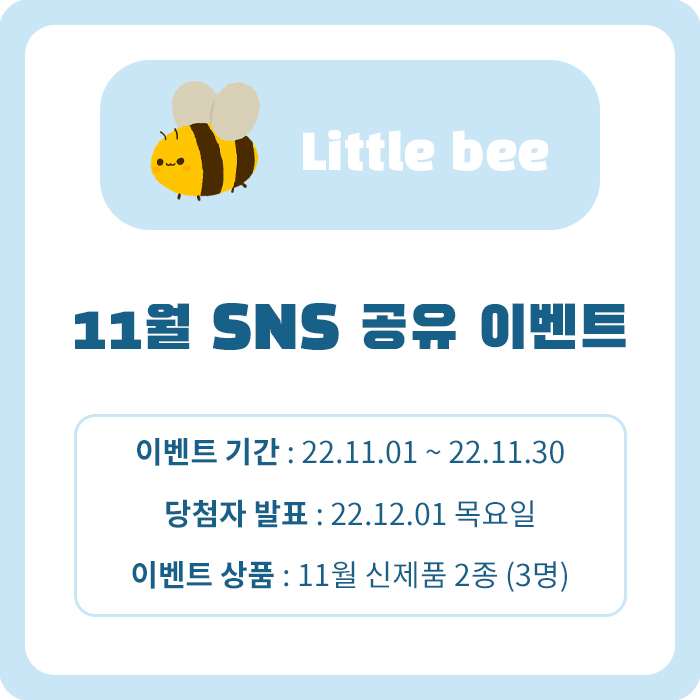 Little bee
11월 SNS 공유 이벤트
이벤트 기간 : 22.11.01 ~ 22.11.30
당첨자 발표 : 22.12.01 목요일
이벤트 상품 : 11월 신제품 2종 (3명)